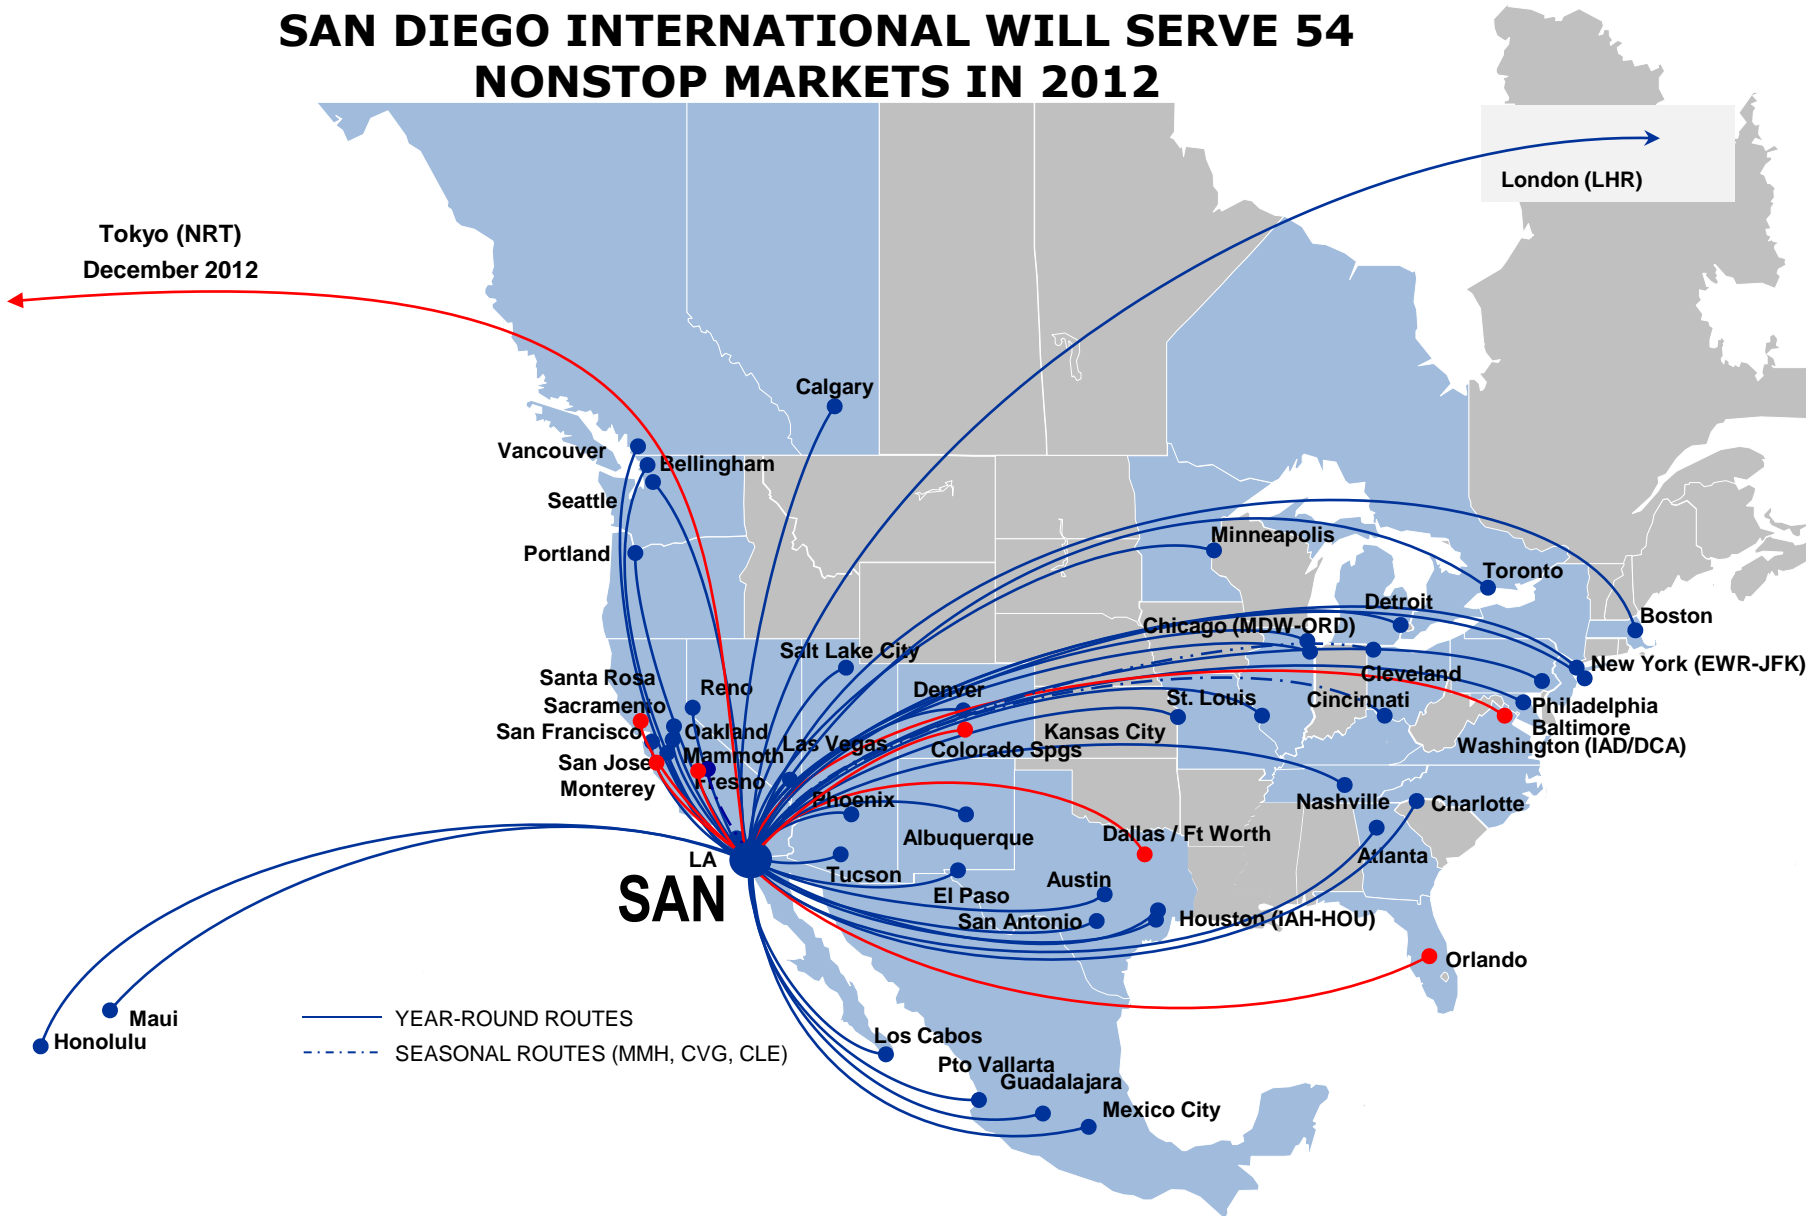 SAN DIEGO INTERNATIONAL WILL SERVE 54
NONSTOP MARKETS IN 2012
London (LHR)
Tokyo (NRT)
December 2012
Calgary
Vancouver
Bellingham
Seattle
Portland
Minneapolis
Toronto
Detroit
Boston
Chicago (MDW-ORD)
Salt Lake City
New York (EWR-JFK)
Cleveland
Santa Rosa
Reno
Denver
Sacramento
St. Louis
Cincinnati
Philadelphia
San Francisco
Oakland
Kansas City
Baltimore
Las Vegas
Colorado Spgs
Washington (IAD/DCA)
Mammoth
San Jose
Fresno
Monterey
Phoenix
Nashville
Charlotte
Albuquerque
Dallas / Ft Worth
LA
Atlanta
Tucson
SAN
El Paso
Austin
San Antonio
Houston (IAH-HOU)
Orlando
Maui
Honolulu
YEAR-ROUND ROUTES
SEASONAL ROUTES (MMH, CVG, CLE)
Los Cabos
Pto Vallarta
Guadalajara
Mexico City